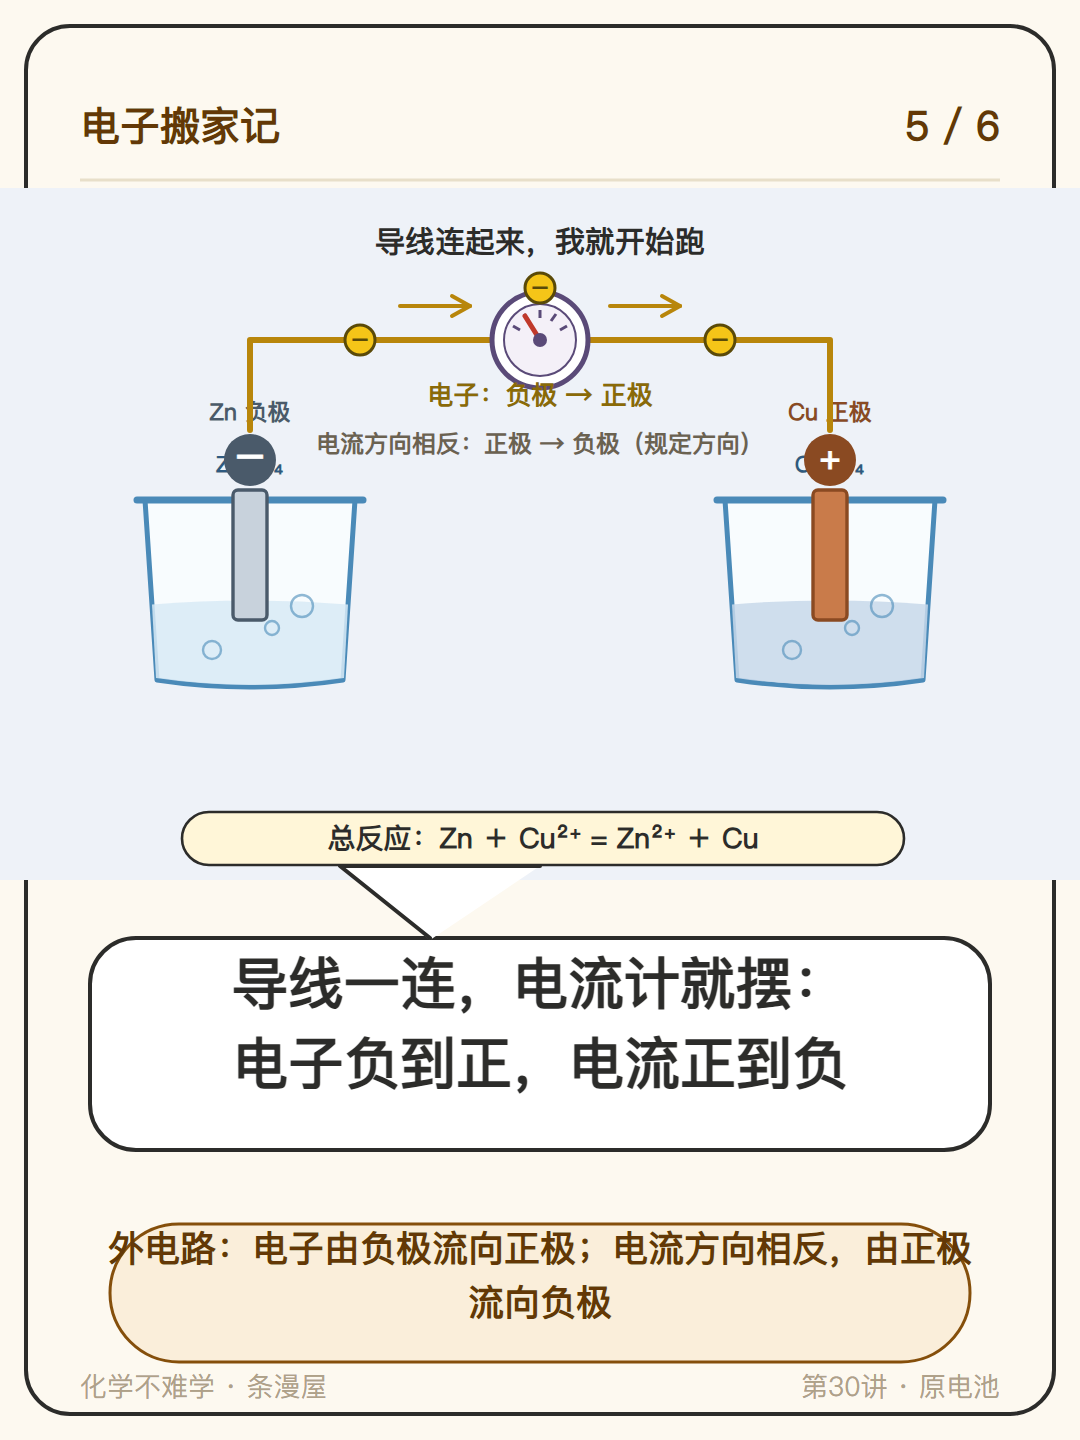 电子搬家记
5 / 6
导线连起来，我就开始跑
电子：负极 → 正极
Zn 负极
Cu 正极
电流方向相反：正极 → 负极（规定方向）
−
+
总反应：Zn + Cu²⁺ = Zn²⁺ + Cu
导线一连，电流计就摆：
电子负到正，电流正到负
外电路：电子由负极流向正极；电流方向相反，由正极
流向负极
化学不难学 · 条漫屋
第30讲 · 原电池